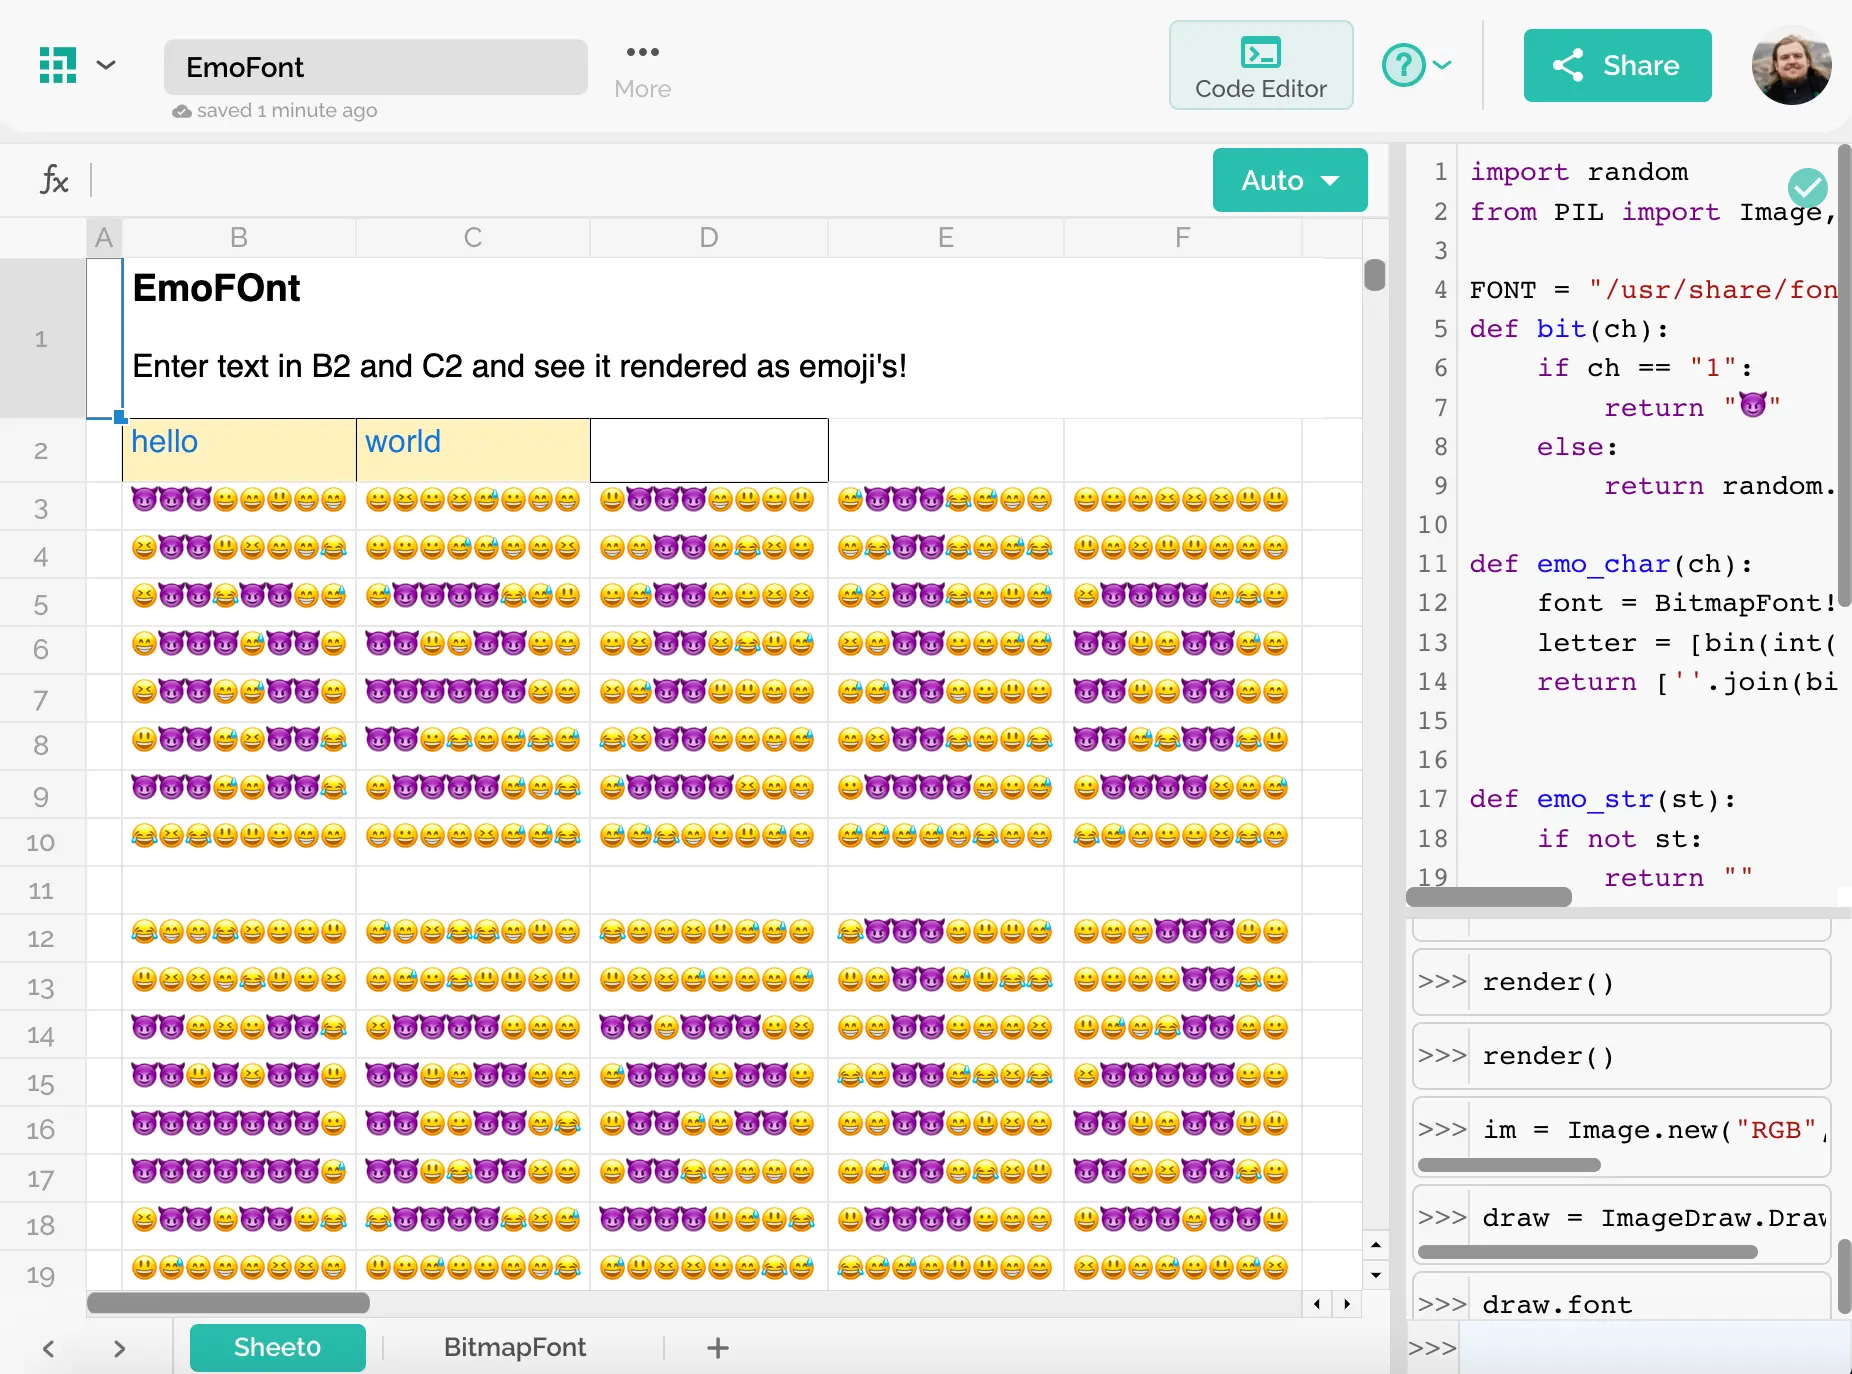 EmoFont
More
saved 1 minute ago
Code Editor
?
Share
fx
Auto
A B C D E F
1
EmoFOnt
Enter text in B2 and C2 and see it rendered as emoji's!
2 hello world
3
4
5
6
7
8
9
10
11
12
13
14
15
16
17
18
19
Sheet0
BitmapFont
+
1 import random
2 from PIL import Image,
3
4 FONT = "/usr/share/fon
5 def bit(ch):
6 if ch == "1":
7 return "😈"
8 else:
9 return random.
10
11 def emo_char(ch):
12 font = BitmapFont!
13 letter = [bin(int(
14 return [''.join(bi
15
16
17 def emo_str(st):
18 if not st:
19 return ""
>>> render()
>>> render()
>>> im = Image.new("RGB",
>>> draw = ImageDraw.Draw
>>> draw.font
>>>